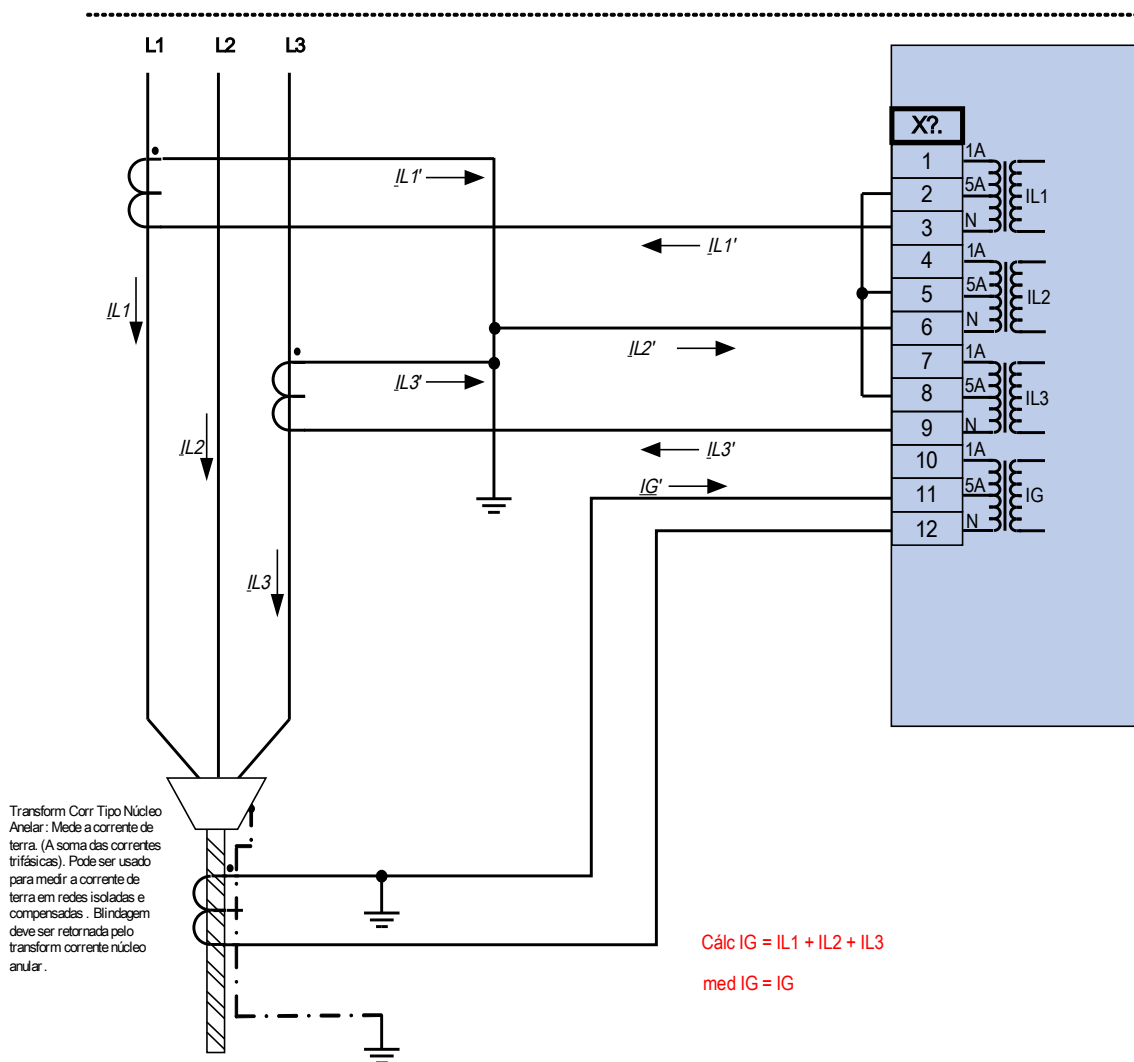 L1 L2 L3
X?.
1 1A
2 5A IL1
3 N
4 1A
5 5A IL2
6 N
7 1A
8 5A IL3
9 N
10 1A
11 5A IG
12 N
IL1'
IL1'
IL1
IL2'
IL3'
IL2
IL3'
IG'
IL3
Transform Corr Tipo Núcleo
Anelar: Mede a corrente de
terra. (A soma das correntes
trifásicas). Pode ser usado
para medir a corrente de
terra em redes isoladas e
compensadas . Blindagem
deve ser retornada pelo
transform corrente núcleo
anular .
Cálc IG = IL1 + IL2 + IL3
med IG = IG